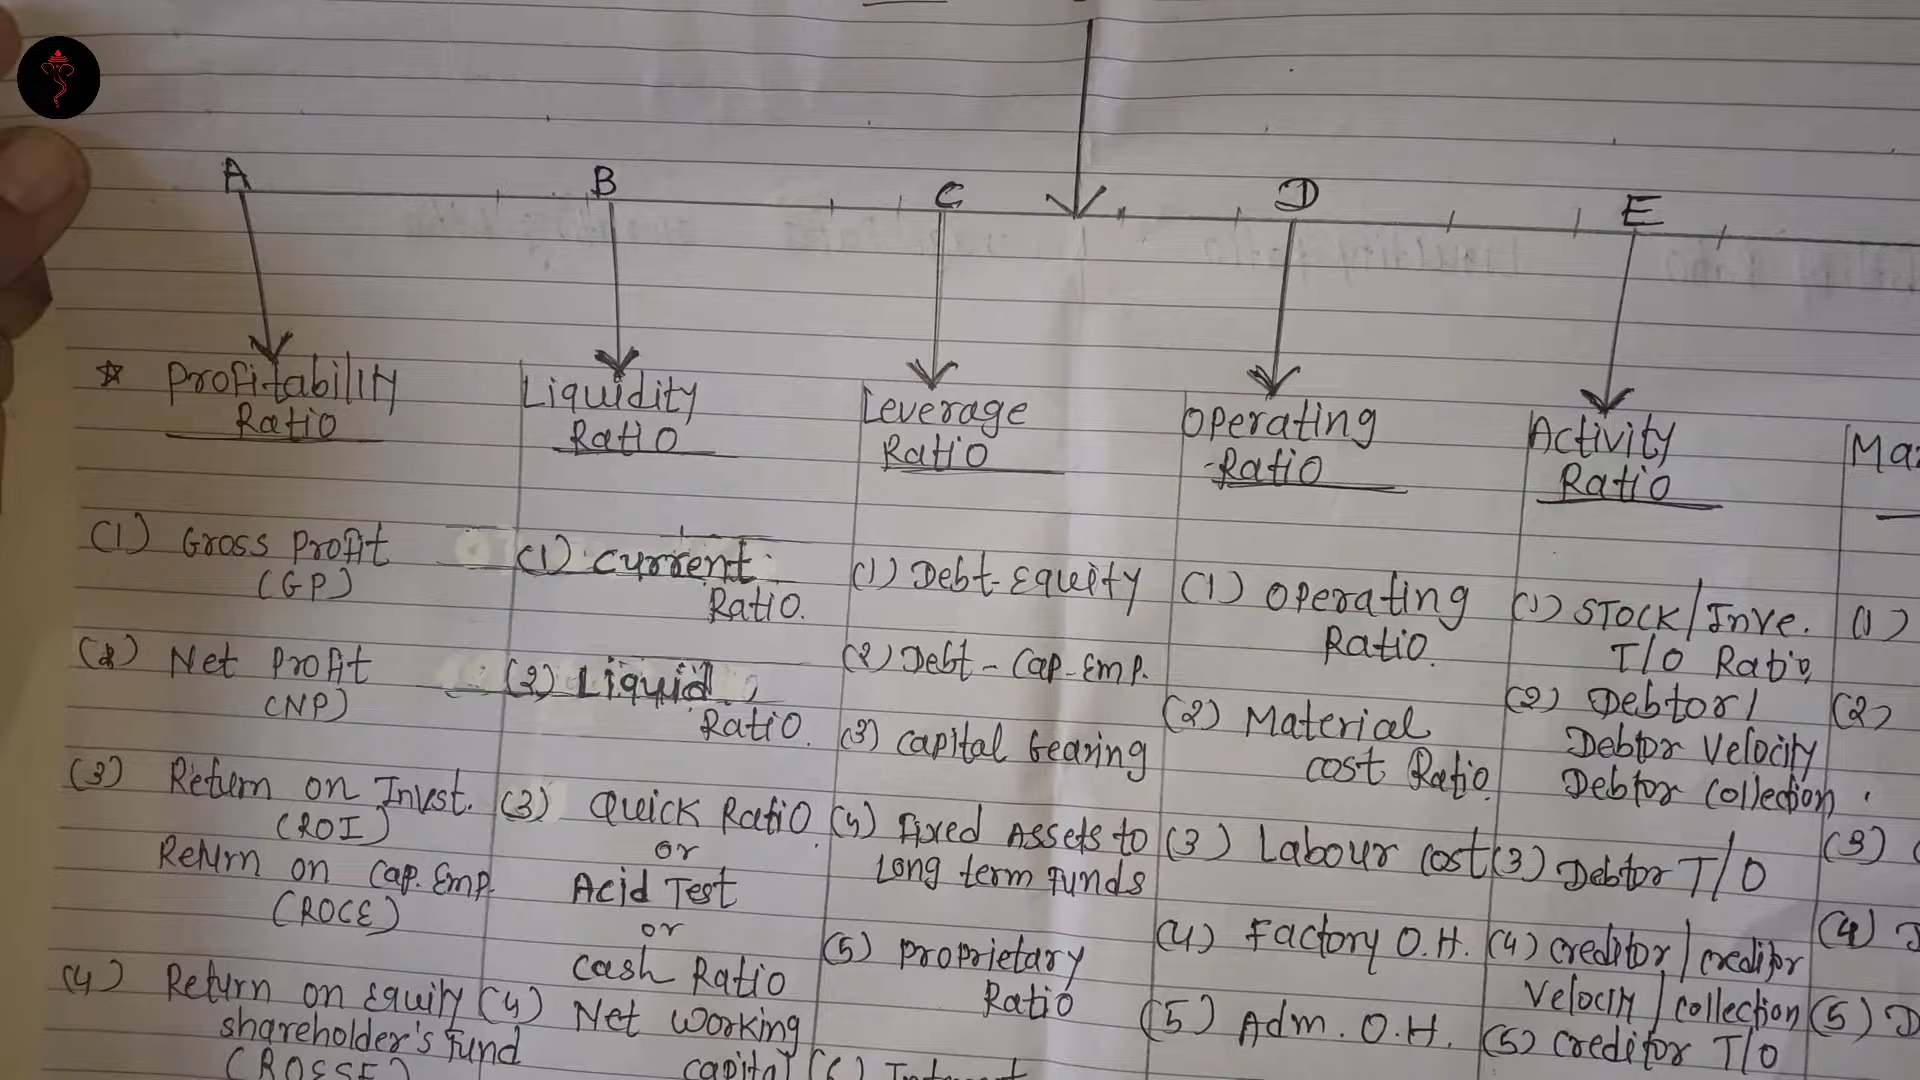 A
B
C
D
E
☆ Profitability
Ratio
(1) Gross Profit
(GP)
(2) Net Profit
(NP)
(3) Return on Invst.
(ROI)
Return on Cap. Emp.
(ROCE)
(4) Return on Equity
shareholder's Fund
Liquidity
Ratio
(1) Current
Ratio.
(2) Liquid
Ratio.
(3) Quick Ratio
or
Acid Test
or
Cash Ratio
(4) Net Working
capital
Leverage
Ratio
(1) Debt-Equity
(2) Debt-Cap-Emp.
(3) Capital Gearing
(4) Fixed Assets to
Long term Funds
(5) Proprietary
Ratio
Operating
Ratio
(1) Operating
Ratio.
(2) Material
cost Ratio.
(3) Labour cost
(4) Factory O.H.
(5) Adm. O.H.
Activity
Ratio
(1) STOCK/Inve.
T/O Ratio,
(2) Debtor/
Debtor Velocity
Debtor Collection
(3) Debtor T/O
(4) Creditor/creditor
Velocity/collection
(5) Creditor T/O
(1)
(2)
(3)
(4)
(5)